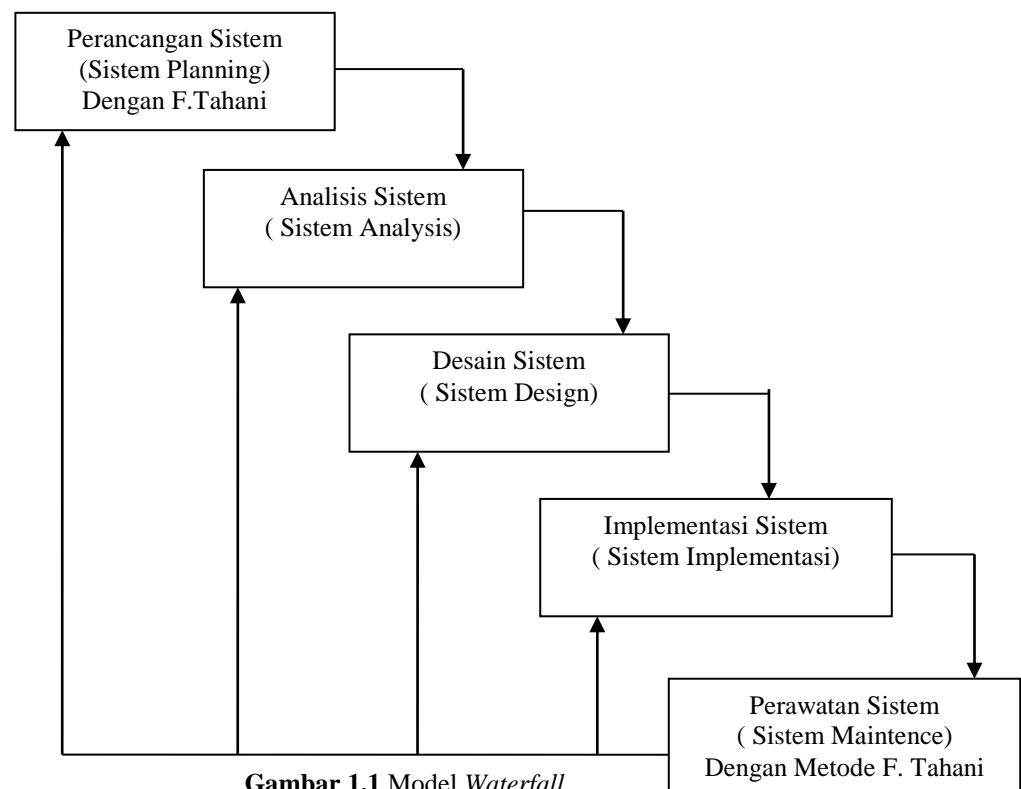 Perancangan Sistem
(Sistem Planning)
Dengan F.Tahani
Analisis Sistem
( Sistem Analysis)
Desain Sistem
( Sistem Design)
Implementasi Sistem
( Sistem Implementasi)
Perawatan Sistem
( Sistem Maintence)
Dengan Metode F. Tahani
Gambar 1.1 Model Waterfall